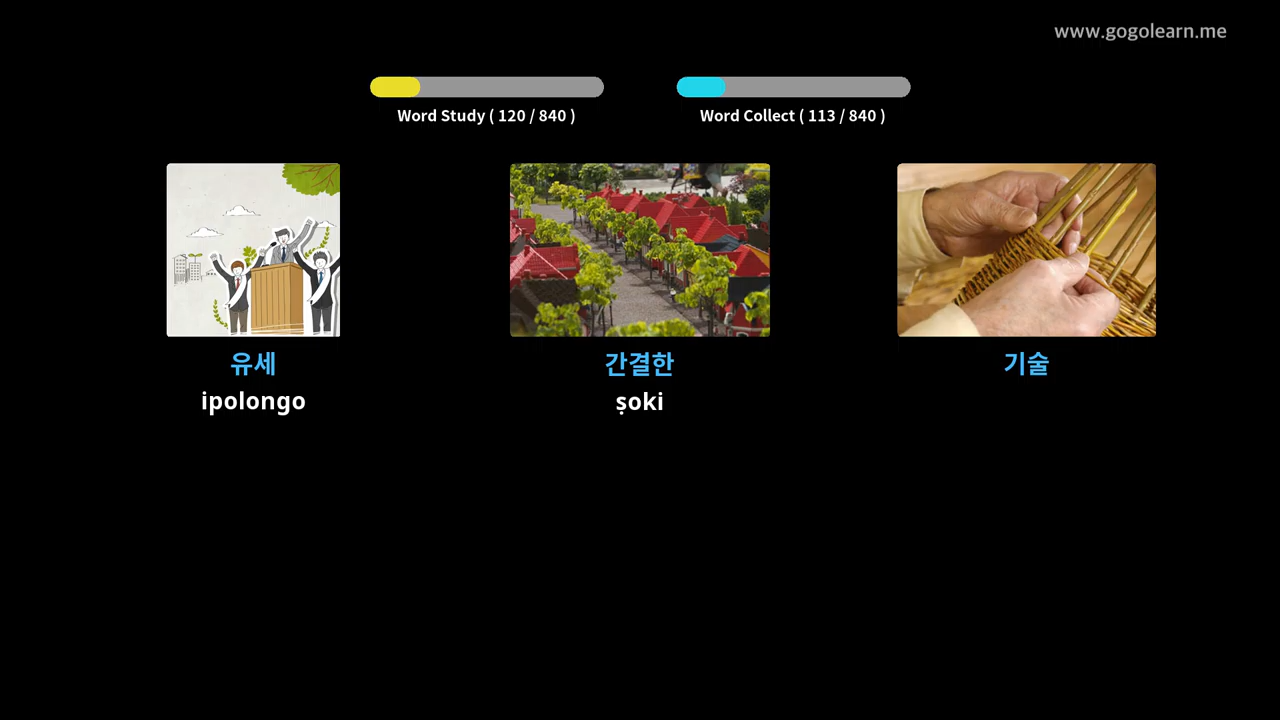 www.gogolearn.me
Word Study ( 120 / 840 )
Word Collect ( 113 / 840 )
유세
간결한
기술
ipolongo
ṣoki